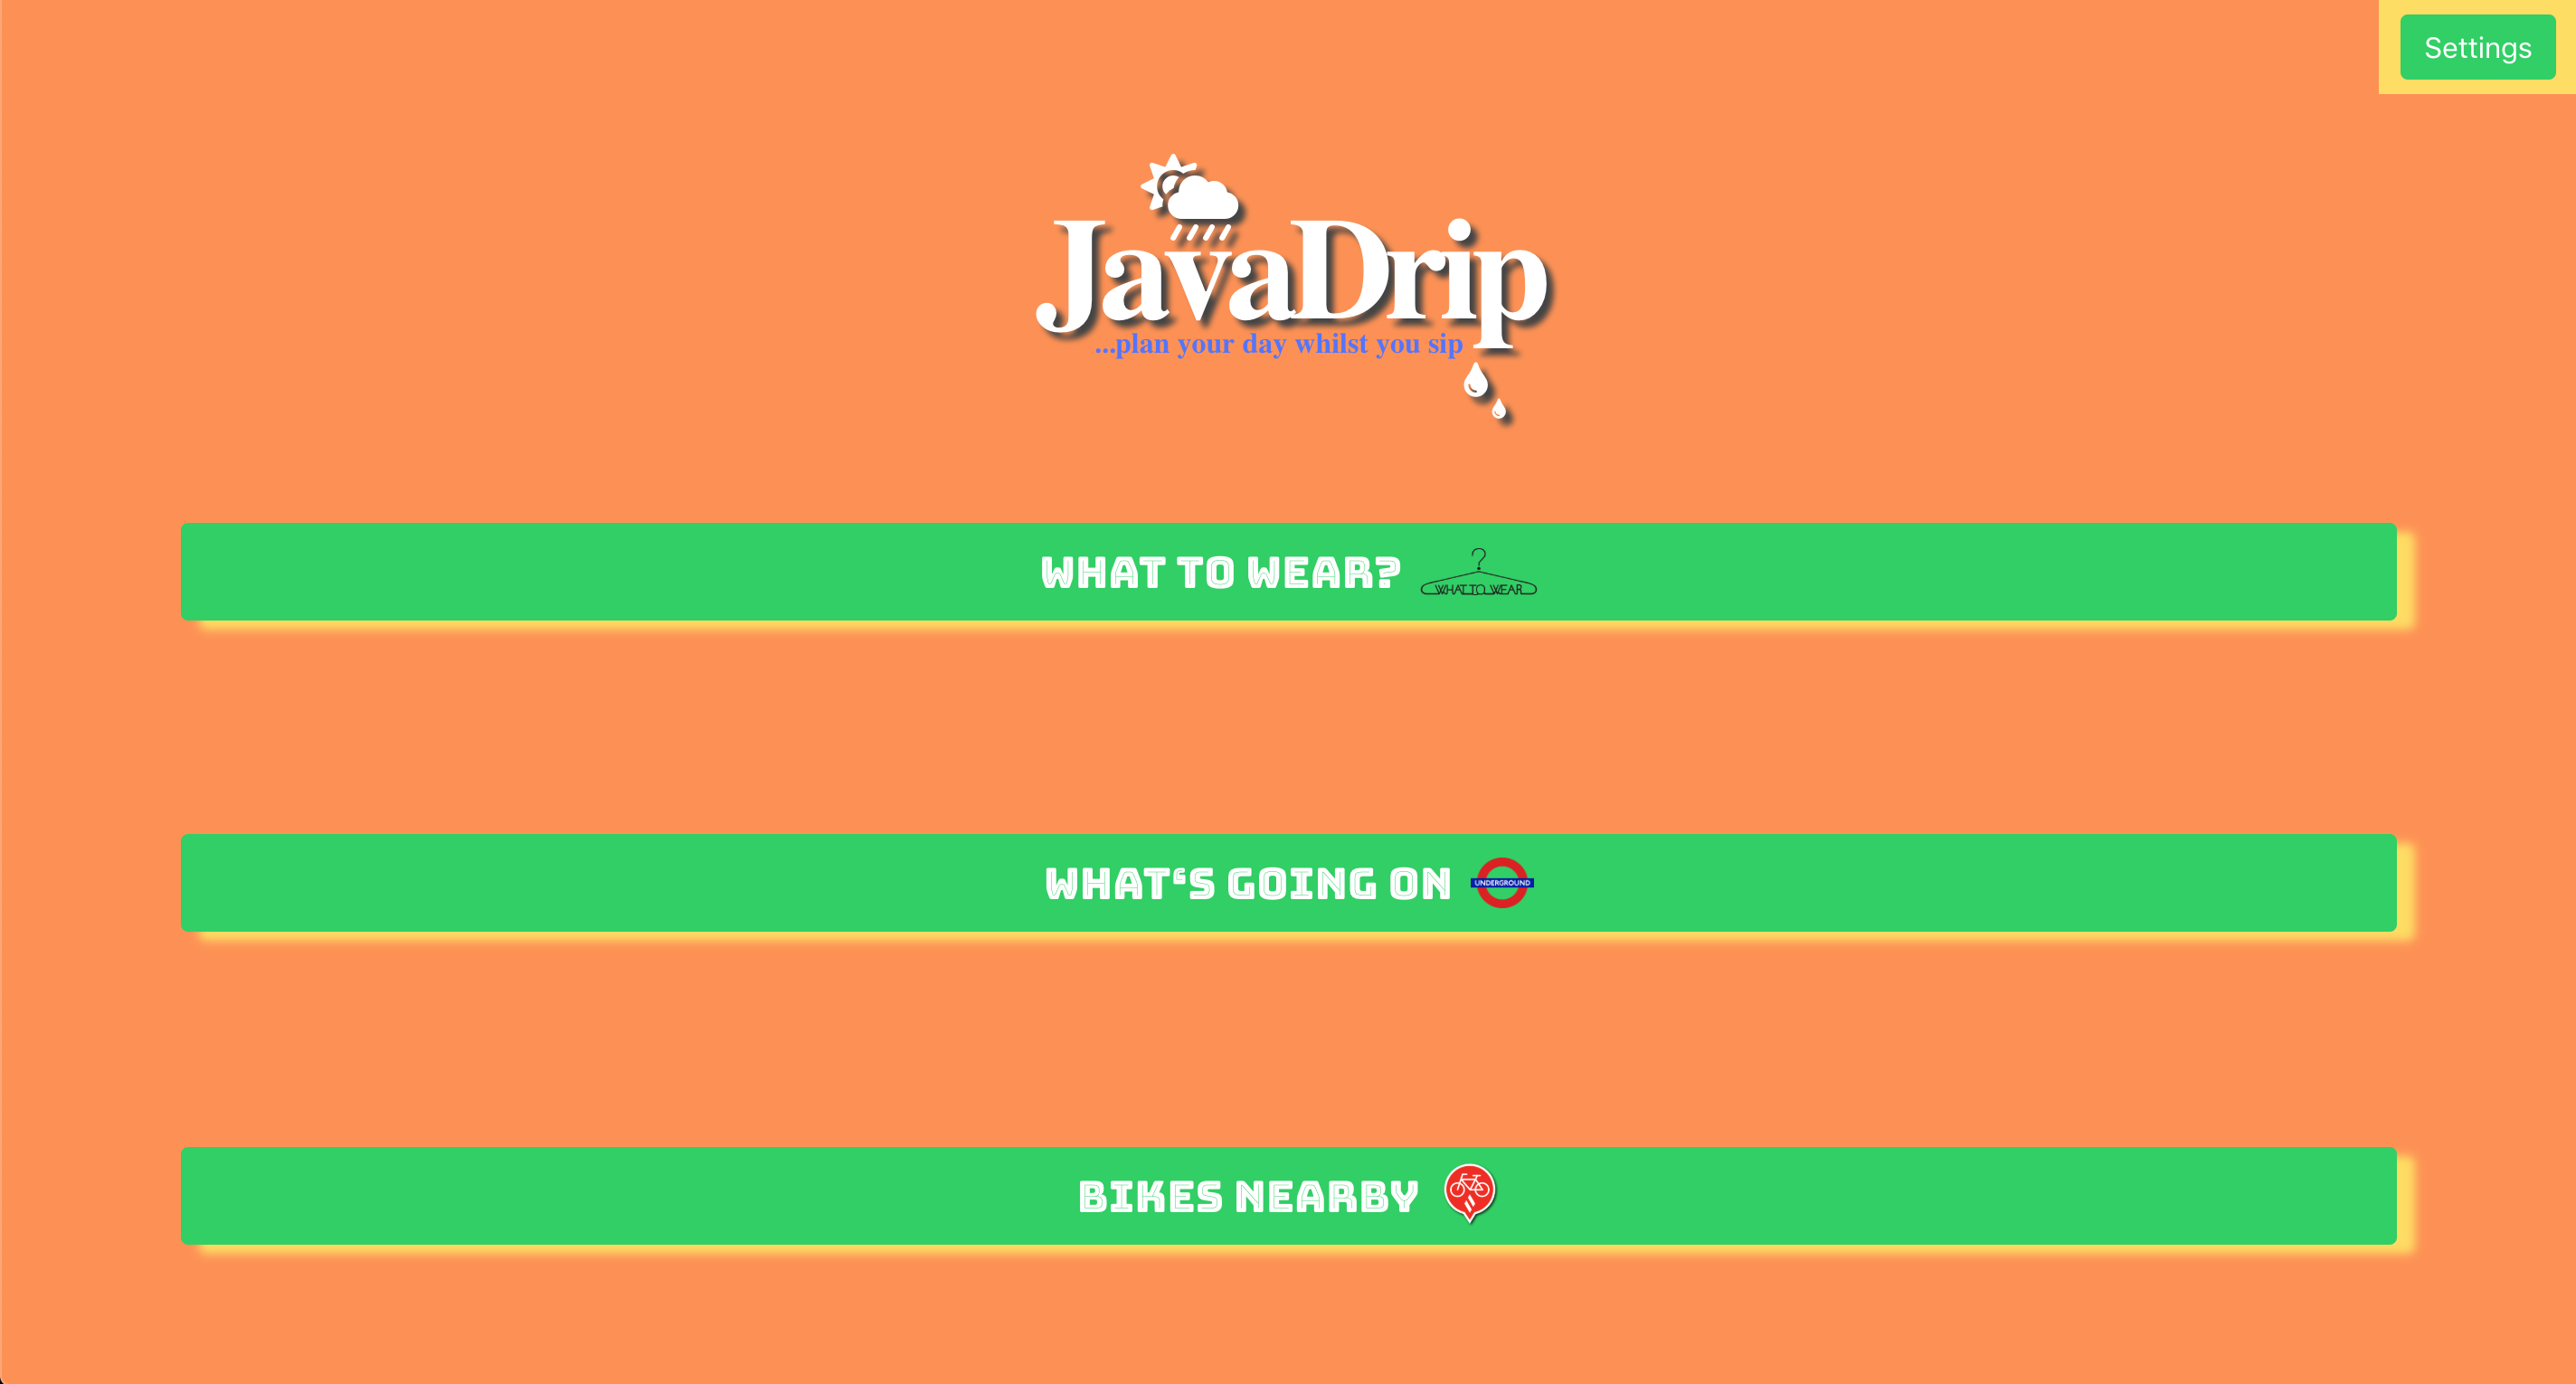 Settings
JavaDrip
...plan your day whilst you sip
WHAT TO WEAR?
WHAT TO WEAR
WHAT'S GOING ON
UNDERGROUND
BIKES NEARBY